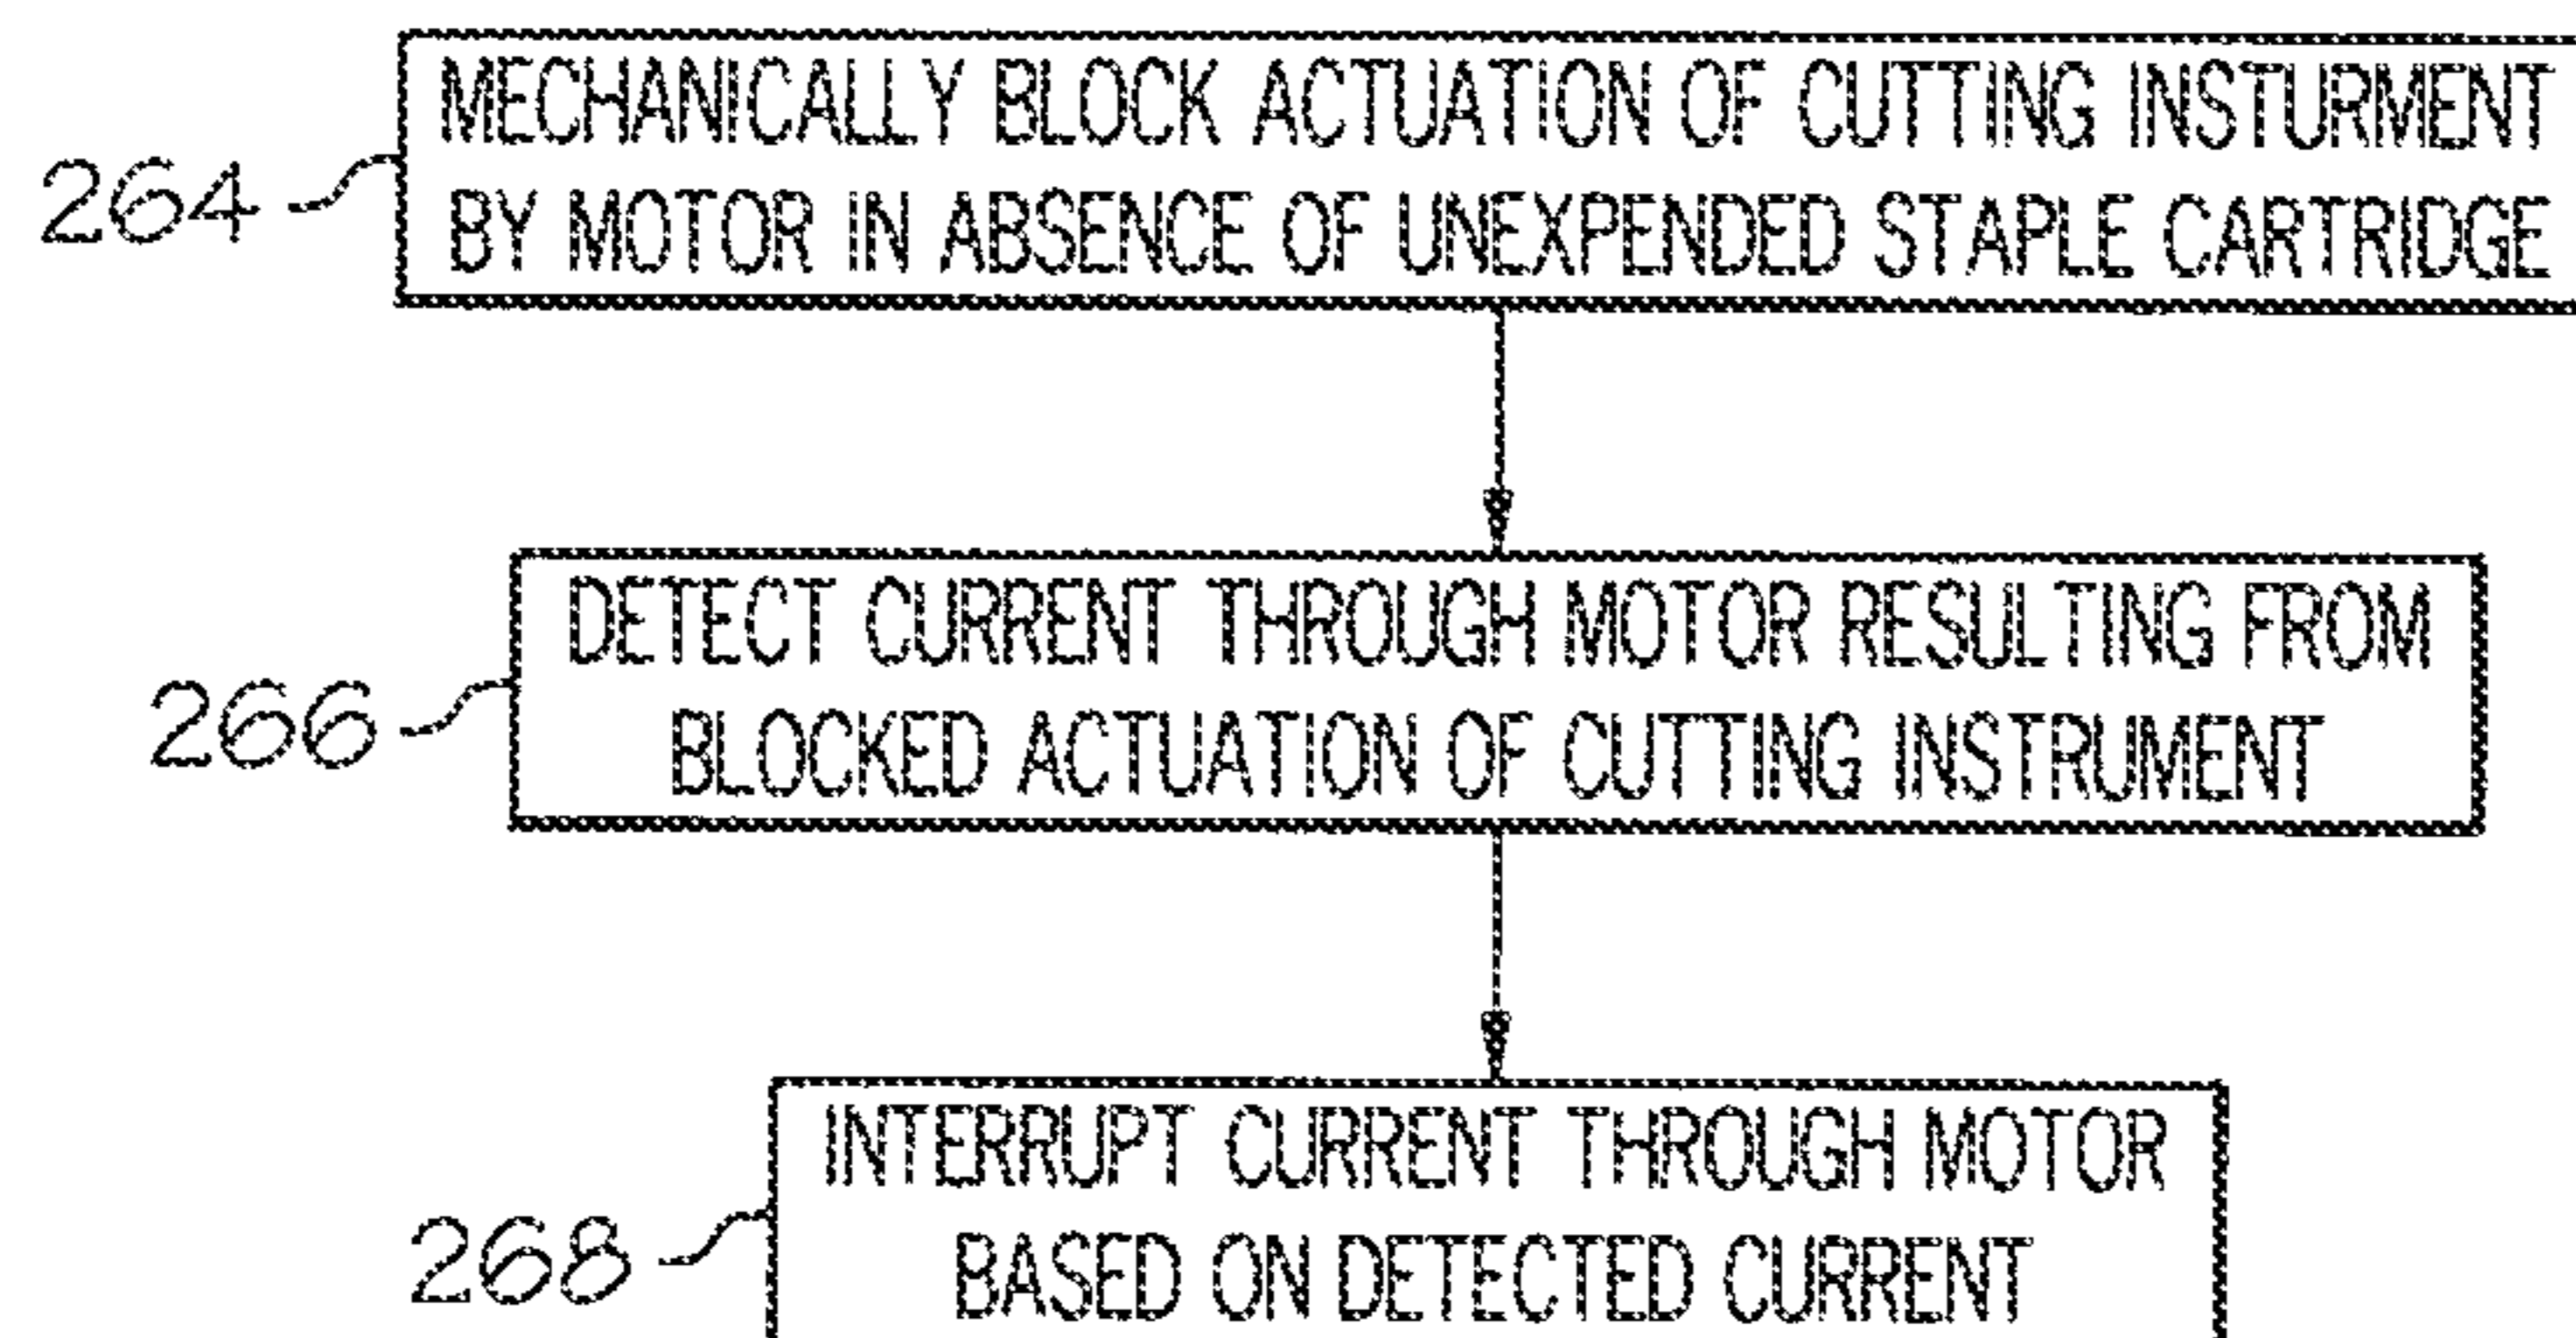 MECHANICALLY BLOCK ACTUATION OF CUTTING INSTURMENT
264
BY MOTOR IN ABSENCE OF UNEXPENDED STAPLE CARTRIDGE
DETECT CURRENT THROUGH MOTOR RESULTING FROM
266
BLOCKED ACTUATION OF CUTTING INSTRUMENT
INTERRUPT CURRENT THROUGH MOTOR
268
BASED ON DETECTED CURRENT